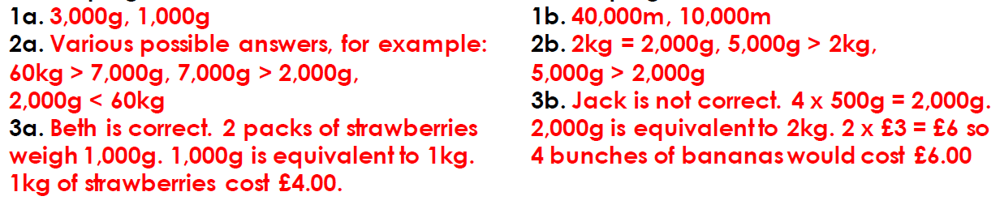 1a. 3,000g, 1,000g
2a. Various possible answers, for example:
60kg > 7,000g, 7,000g > 2,000g,
2,000g < 60kg
3a. Beth is correct. 2 packs of strawberries
weigh 1,000g. 1,000g is equivalent to 1kg.
1kg of strawberries cost £4.00.
1b. 40,000m, 10,000m
2b. 2kg = 2,000g, 5,000g > 2kg,
5,000g > 2,000g
3b. Jack is not correct. 4 x 500g = 2,000g.
2,000g is equivalent to 2kg. 2 x £3 = £6 so
4 bunches of bananas would cost £6.00